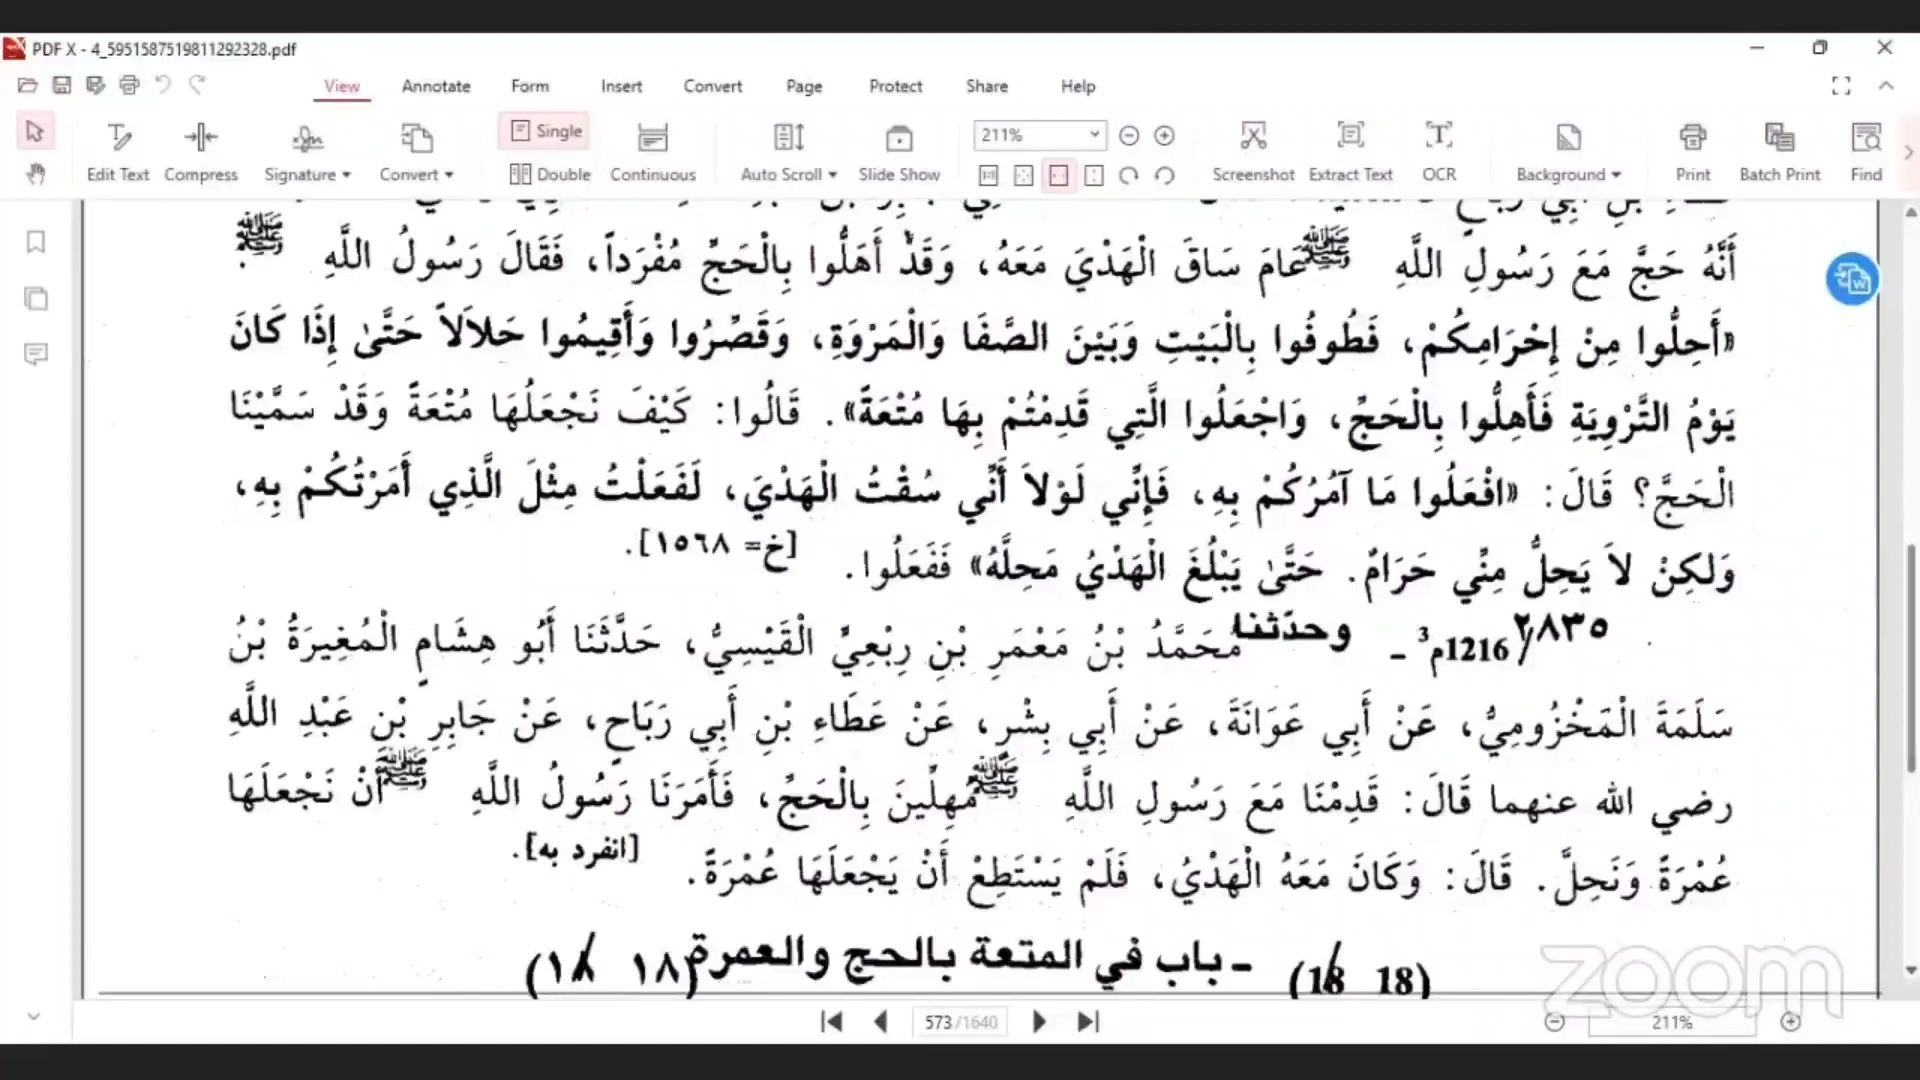 PDF X - 4_5951587519811292328.pdf
View Annotate Form Insert Convert Page Protect Share Help
Edit Text Compress Signature Convert Single Double Continuous Auto Scroll Slide Show 211% Screenshot Extract Text OCR Background Print Batch Print Find
أَنَّهُ حَجَّ مَعَ رَسُولِ اللَّهِ ﷺ عَامَ سَاقَ الْهَدْيَ مَعَهُ، وَقَدْ أَهَلُّوا بِالْحَجِّ مُفْرَداً، فَقَالَ رَسُولُ اللَّهِ ﷺ:
«أَحِلُّوا مِنْ إِحْرَامِكُمْ، فَطُوفُوا بِالْبَيْتِ وَبَيْنَ الصَّفَا وَالْمَرْوَةِ، وَقَصِّرُوا وَأَقِيمُوا حَلاَلاً حَتَّىٰ إِذَا كَانَ
يَوْمُ التَّرْوِيَةِ فَأَهِلُّوا بِالْحَجِّ، وَاجْعَلُوا الَّتِي قَدِمْتُمْ بِهَا مُتْعَةً». قَالُوا: كَيْفَ نَجْعَلُهَا مُتْعَةً وَقَدْ سَمَّيْنَا
الْحَجَّ؟ قَالَ: «افْعَلُوا مَا آمُرُكُمْ بِهِ، فَإِنِّي لَوْلاَ أَنِّي سُقْتُ الْهَدْيَ، لَفَعَلْتُ مِثْلَ الَّذِي أَمَرْتُكُمْ بِهِ،
وَلكِنْ لاَ يَحِلُّ مِنِّي حَرَامٌ. حَتَّىٰ يَبْلُغَ الْهَدْيُ مَحِلَّهُ» فَفَعَلُوا. [خ= ١٥٦٨].
٢٨٣٥/1216م³ - وحدّثنا مُحَمَّدُ بْنُ مَعْمَرِ بْنِ رِبْعِيٍّ الْقَيْسِيُّ، حَدَّثَنَا أَبُو هِشَامٍ الْمُغِيرَةُ بْنُ
سَلَمَةَ الْمَخْزُومِيُّ، عَنْ أَبِي عَوَانَةَ، عَنْ أَبِي بِشْرٍ، عَنْ عَطَاءِ بْنِ أَبِي رَبَاحٍ، عَنْ جَابِرِ بْنِ عَبْدِ اللَّهِ
رضي الله عنهما قَالَ: قَدِمْنَا مَعَ رَسُولِ اللَّهِ ﷺ مُهِلِّينَ بِالْحَجِّ، فَأَمَرَنَا رَسُولُ اللَّهِ ﷺ أَنْ نَجْعَلَهَا
عُمْرَةً وَنَحِلَّ. قَالَ: وَكَانَ مَعَهُ الْهَدْيُ، فَلَمْ يَسْتَطِعْ أَنْ يَجْعَلَهَا عُمْرَةً. [انفرد به].
(18/18) - باب في المتعة بالحج والعمرة (١٨/١٨)
zoom
573/1640 211%